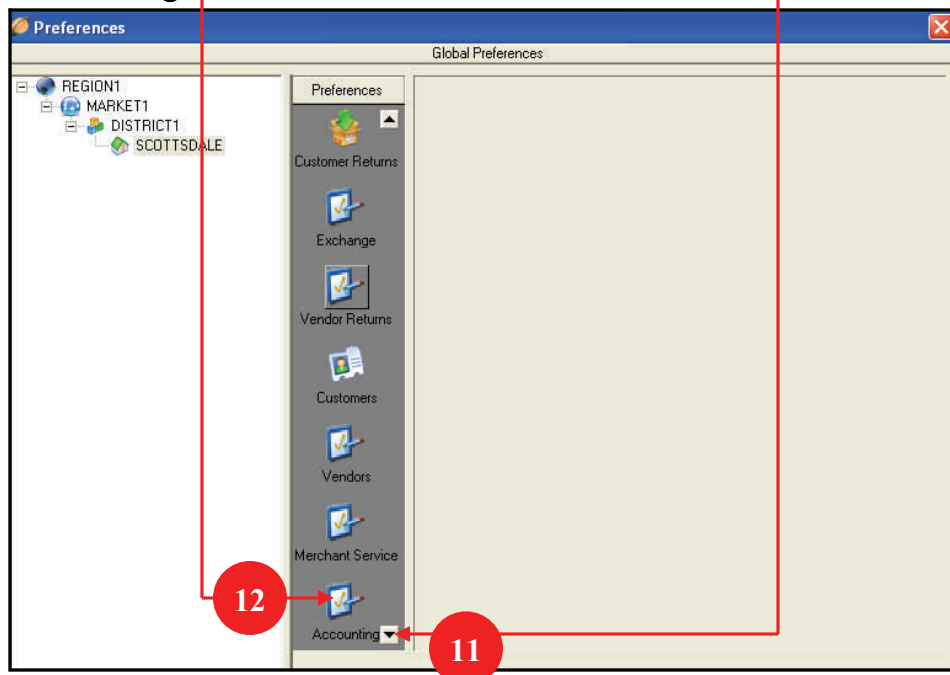 Preferences
Global Preferences
REGION1
MARKET1
DISTRICT1
SCOTTSDALE
Preferences
Customer Returns
Exchange
Vendor Returns
Customers
Vendors
Merchant Service
12
Accounting
11